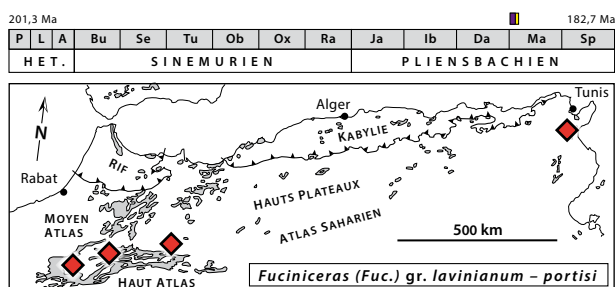 201,3 Ma 182,7 Ma
P L A Bu Se Tu Ob Ox Ra Ja Ib Da Ma Sp
HET. SINEMURIEN PLIENSBACHIEN
Tunis
Alger
KABYLIE
N
RIF
Rabat
HAUTS PLATEAUX
MOYEN
ATLAS
ATLAS SAHARIEN
500 km
HAUT ATLAS
Fuciniceras (Fuc.) gr. lavinianum – portisi